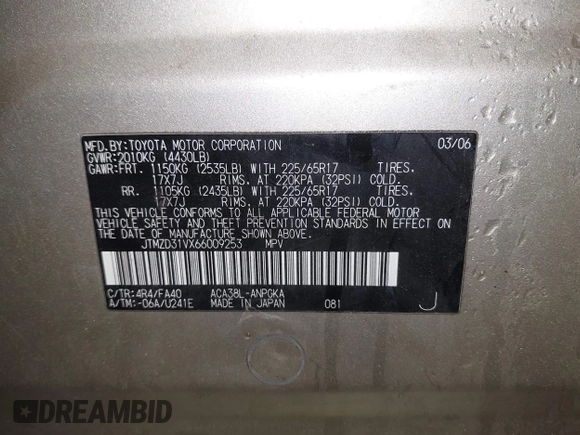 MFD.BY:TOYOTA MOTOR CORPORATION 03/06
GVWR:2010KG (4430LB)
GAWR:FRT. 1150KG (2535LB) WITH 225/65R17 TIRES.
17X7J RIMS. AT 220KPA (32PSI) COLD.
RR. 1105KG (2435LB) WITH 225/65R17 TIRES.
17X7J RIMS. AT 220KPA (32PSI) COLD.
THIS VEHICLE CONFORMS TO ALL APPLICABLE FEDERAL MOTOR
VEHICLE SAFETY AND THEFT PREVENTION STANDARDS IN EFFECT ON
THE DATE OF MANUFACTURE SHOWN ABOVE.
JTMZD31VX66009253 MPV
C/TR:4R4/FA40 ACA38L-ANPGKA
A/TM:-06A/U241E MADE IN JAPAN 081 J
DREAMBID